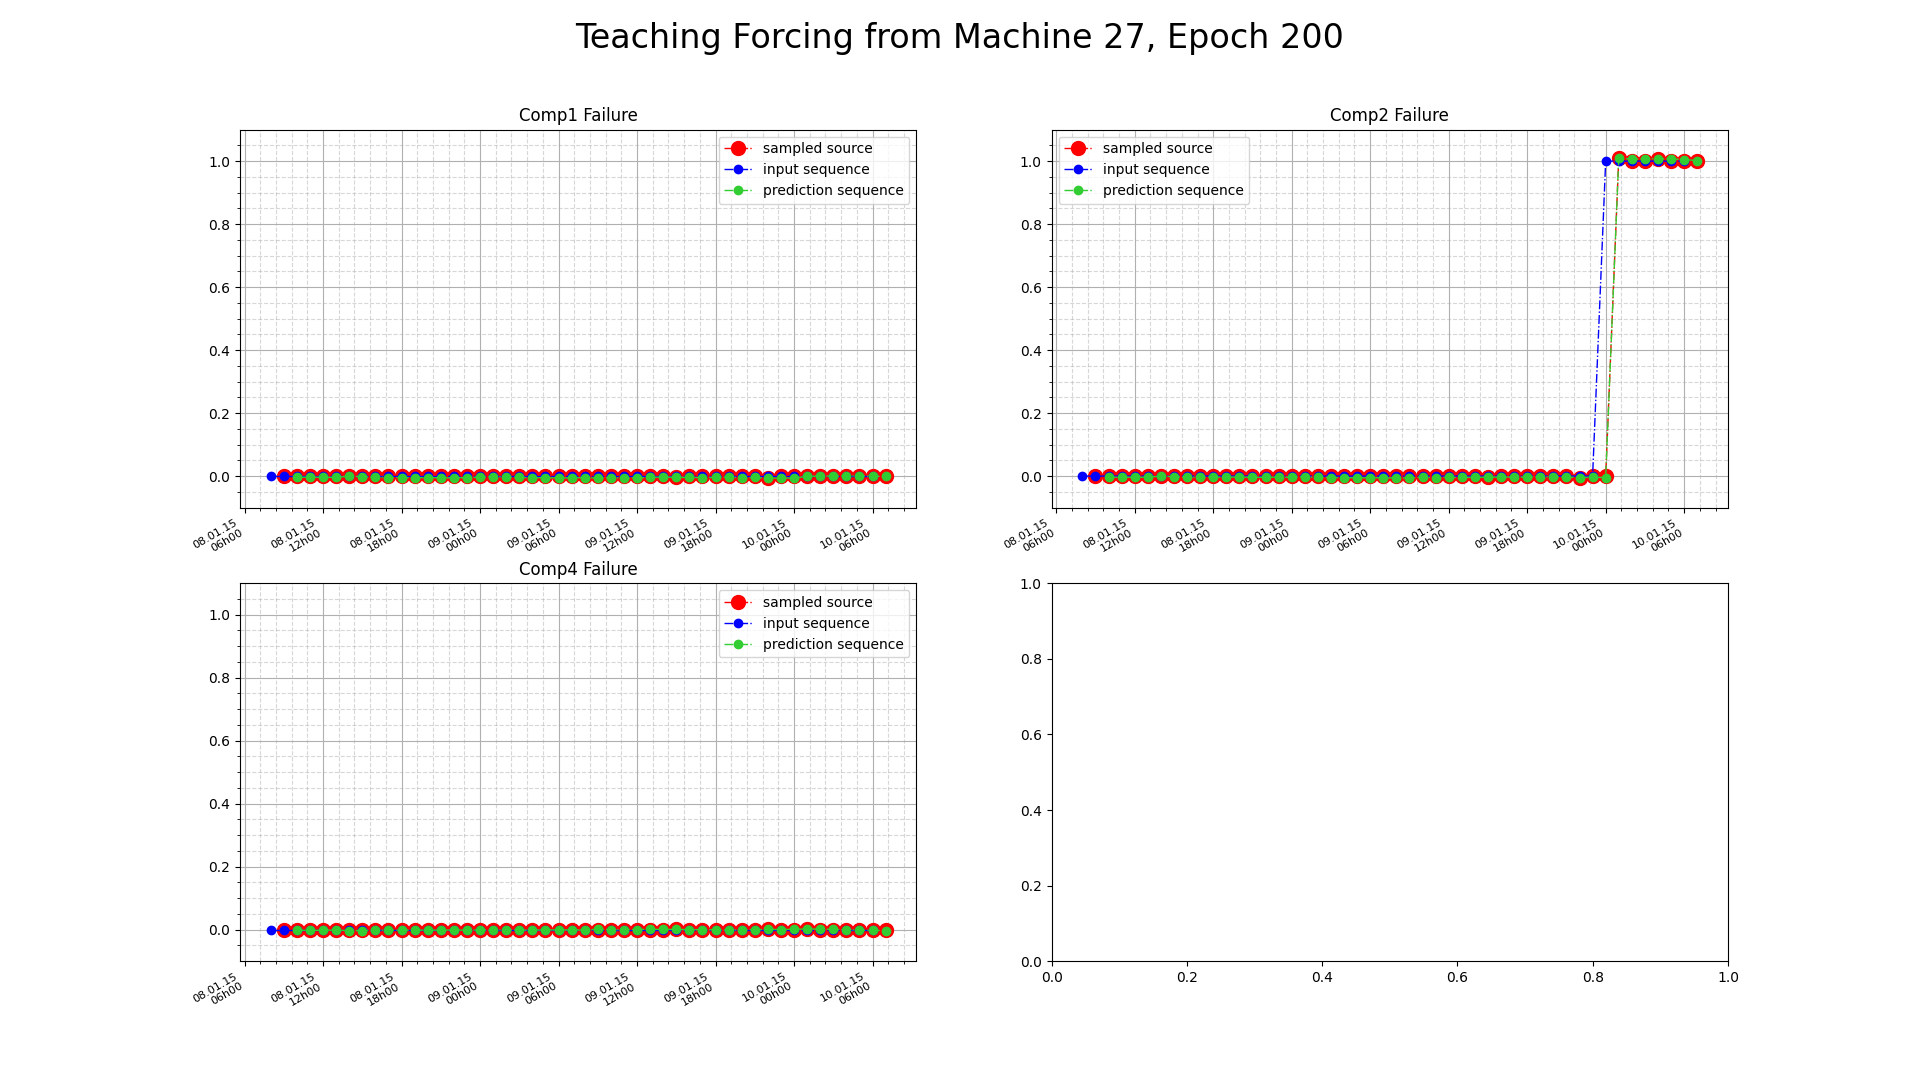 Teaching Forcing from Machine 27, Epoch 200
Comp1 Failure
sampled source
input sequence
prediction sequence
1.0
0.8
0.6
0.4
0.2
0.0
08.01.15
06h00
08.01.15
12h00
08.01.15
18h00
09.01.15
00h00
09.01.15
06h00
09.01.15
12h00
09.01.15
18h00
10.01.15
00h00
10.01.15
06h00
Comp2 Failure
sampled source
input sequence
prediction sequence
1.0
0.8
0.6
0.4
0.2
0.0
08.01.15
06h00
08.01.15
12h00
08.01.15
18h00
09.01.15
00h00
09.01.15
06h00
09.01.15
12h00
09.01.15
18h00
10.01.15
00h00
10.01.15
06h00
Comp4 Failure
sampled source
input sequence
prediction sequence
1.0
0.8
0.6
0.4
0.2
0.0
08.01.15
06h00
08.01.15
12h00
08.01.15
18h00
09.01.15
00h00
09.01.15
06h00
09.01.15
12h00
09.01.15
18h00
10.01.15
00h00
10.01.15
06h00
1.0
0.8
0.6
0.4
0.2
0.0
0.0 0.2 0.4 0.6 0.8 1.0